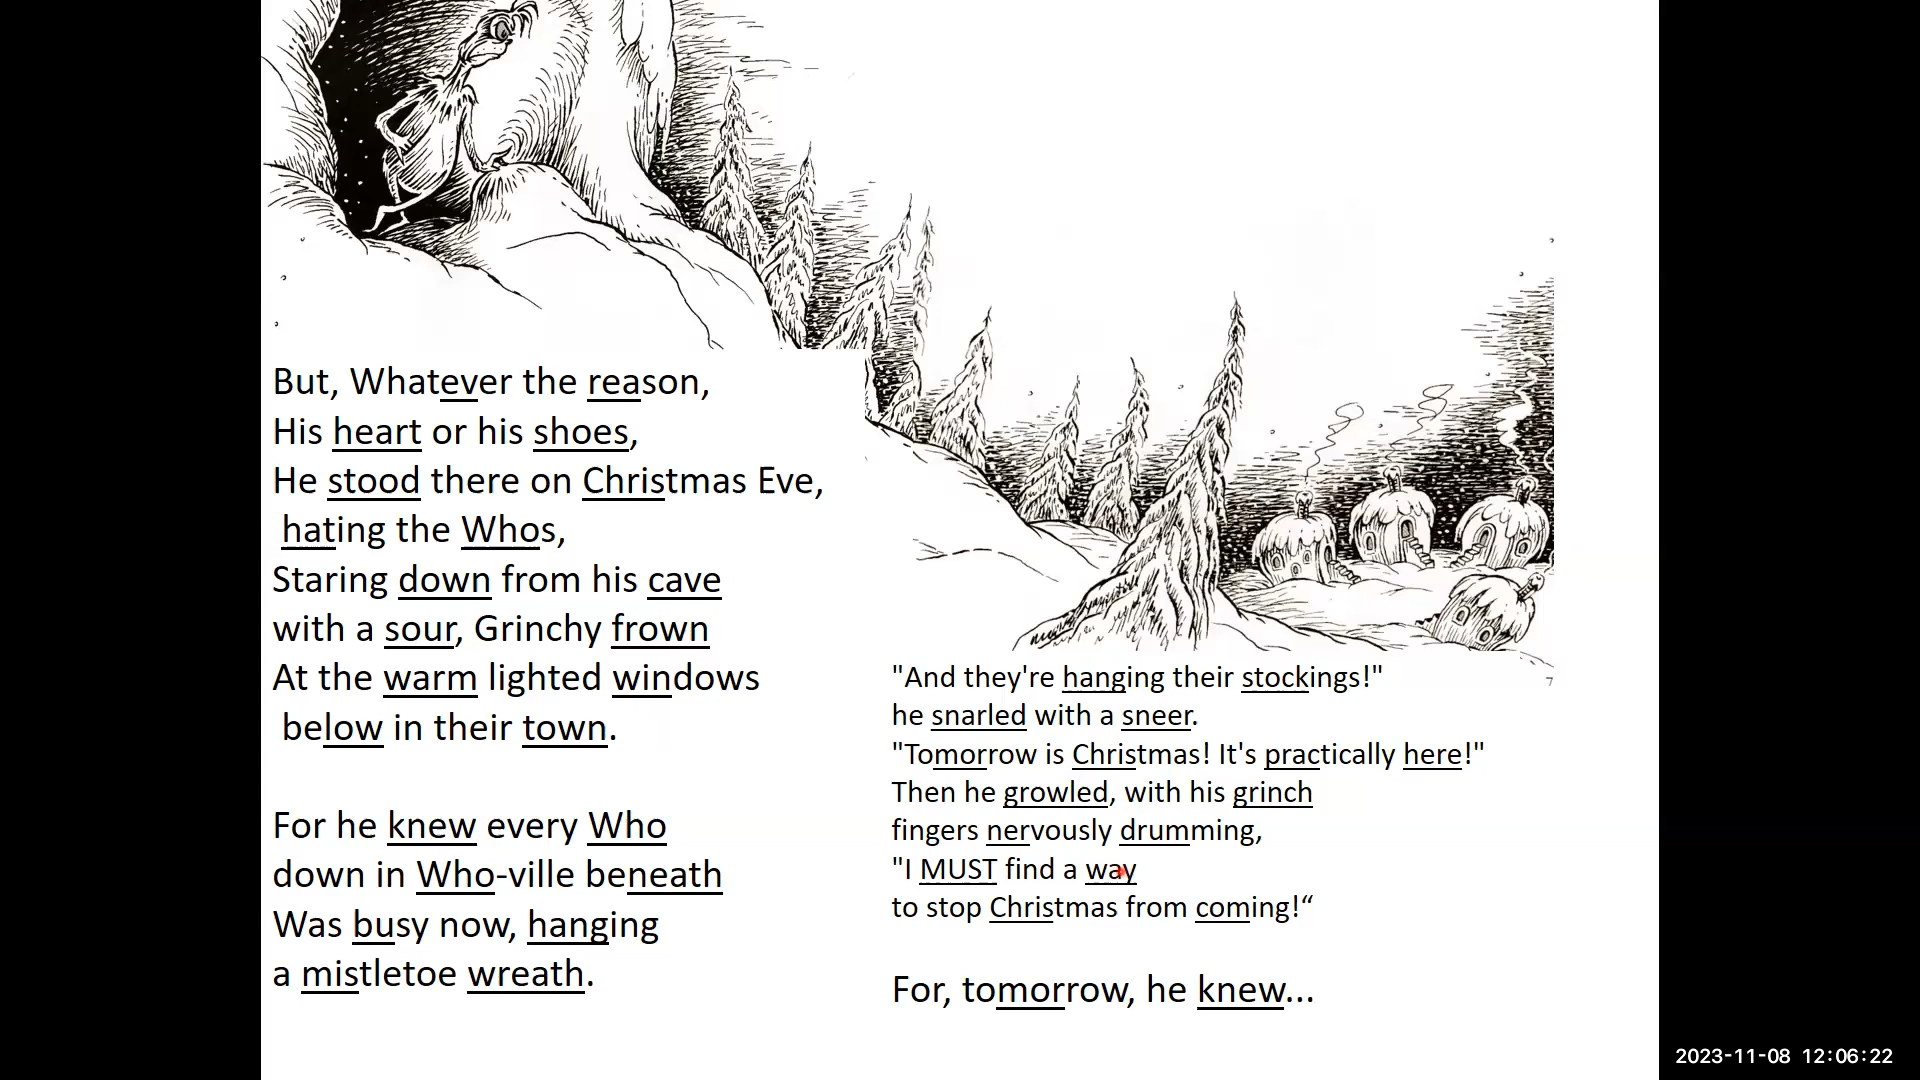 But, Whatever the reason,
His heart or his shoes,
He stood there on Christmas Eve,
hating the Whos,
Staring down from his cave
with a sour, Grinchy frown
At the warm lighted windows
below in their town.
For he knew every Who
down in Who-ville beneath
Was busy now, hanging
a mistletoe wreath.
"And they're hanging their stockings!"
he snarled with a sneer.
"Tomorrow is Christmas! It's practically here!"
Then he growled, with his grinch
fingers nervously drumming,
"I MUST find a way
to stop Christmas from coming!“
For, tomorrow, he knew...
7
2023-11-08 12:06:22